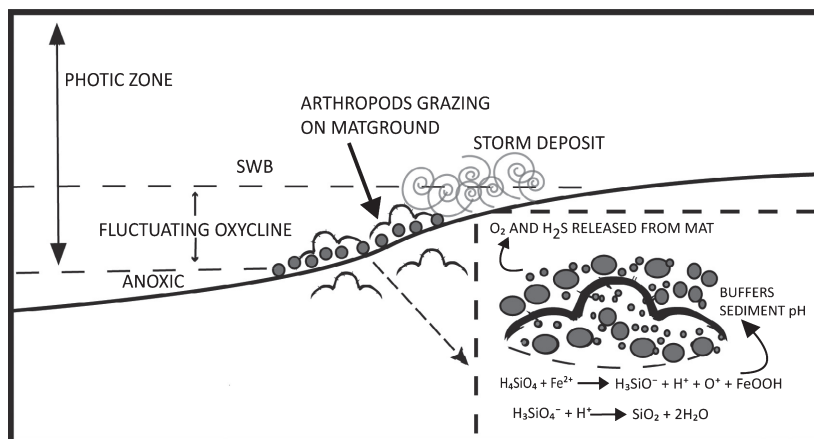 PHOTIC ZONE
ARTHROPODS GRAZING
ON MATGROUND
STORM DEPOSIT
SWB
FLUCTUATING OXYCLINE
ANOXIC
O₂ AND H₂S RELEASED FROM MAT
BUFFERS
SEDIMENT pH
H₄SiO₄ + Fe²⁺ → H₃SiO⁻ + H⁺ + O⁺ + FeOOH
H₃SiO₄⁻ + H⁺ → SiO₂ + 2H₂O